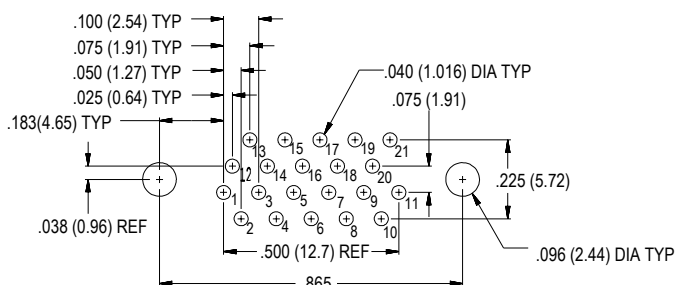 .100 (2.54) TYP
.075 (1.91) TYP
.050 (1.27) TYP
.025 (0.64) TYP
.183(4.65) TYP
.040 (1.016) DIA TYP
.075 (1.91)
13 15 17 19 21
12 14 16 18 20
1 3 5 7 9 11
2 4 6 8 10
.225 (5.72)
.038 (0.96) REF
.500 (12.7) REF
.096 (2.44) DIA TYP
.865